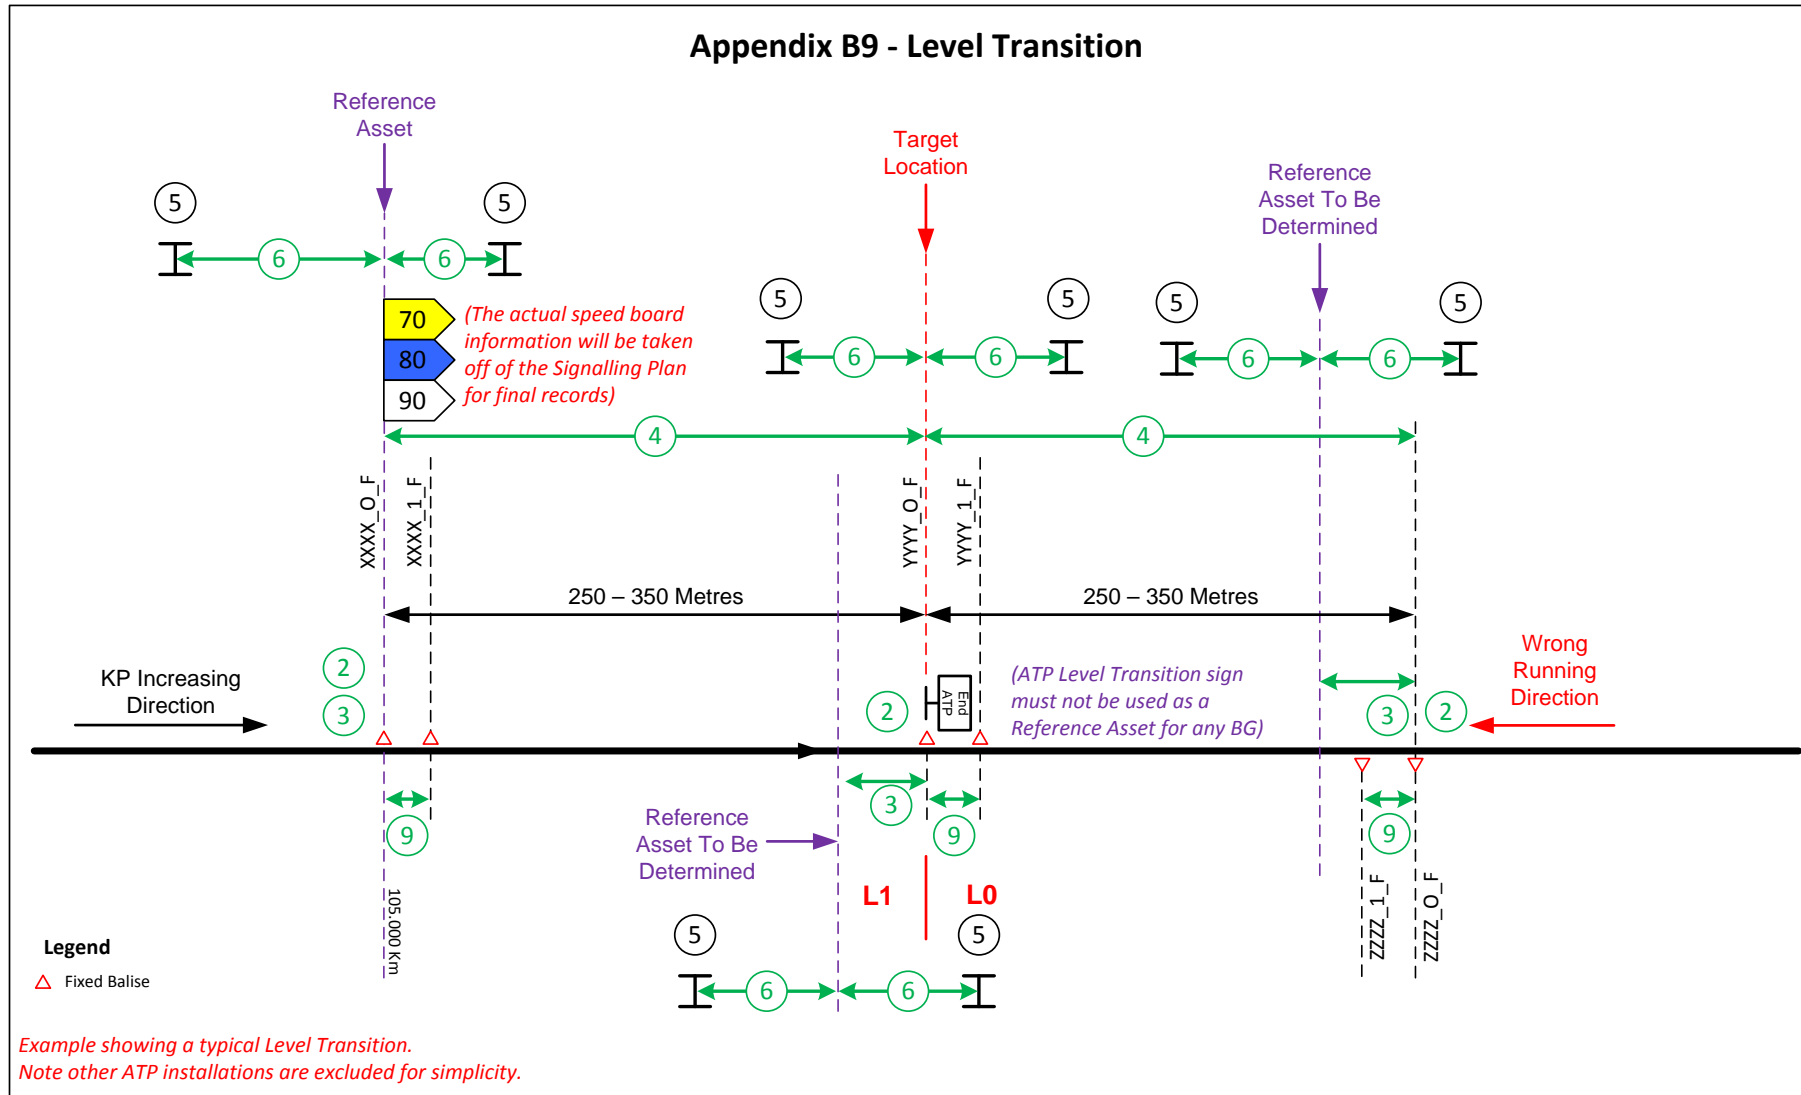 Appendix B9 - Level Transition
Reference
Asset
Target
Location
Reference
Asset To Be
Determined
5
5
6
6
5
5
5
5
6
6
6
6
70
80
90
(The actual speed board
information will be taken
off of the Signalling Plan
for final records)
4
4
XXXX_O_F
XXXX_1_F
YYYY_O_F
YYYY_1_F
250 – 350 Metres
250 – 350 Metres
KP Increasing
Direction
2
3
2
End
ATP
(ATP Level Transition sign
must not be used as a
Reference Asset for any BG)
3
2
Wrong
Running
Direction
9
3
9
9
Reference
Asset To Be
Determined
L1
L0
105.000 Km
ZZZZ_1_F
ZZZZ_O_F
5
5
6
6
Legend
Fixed Balise
Example showing a typical Level Transition.
Note other ATP installations are excluded for simplicity.